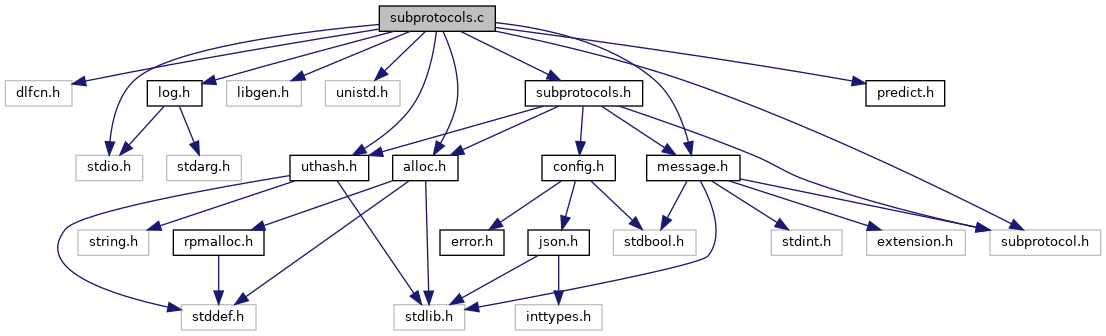 subprotocols.c
dlfcn.h
log.h
libgen.h
unistd.h
subprotocols.h
predict.h
stdio.h
stdarg.h
uthash.h
alloc.h
config.h
message.h
string.h
rpmalloc.h
error.h
json.h
stdbool.h
stdint.h
extension.h
subprotocol.h
stddef.h
stdlib.h
inttypes.h